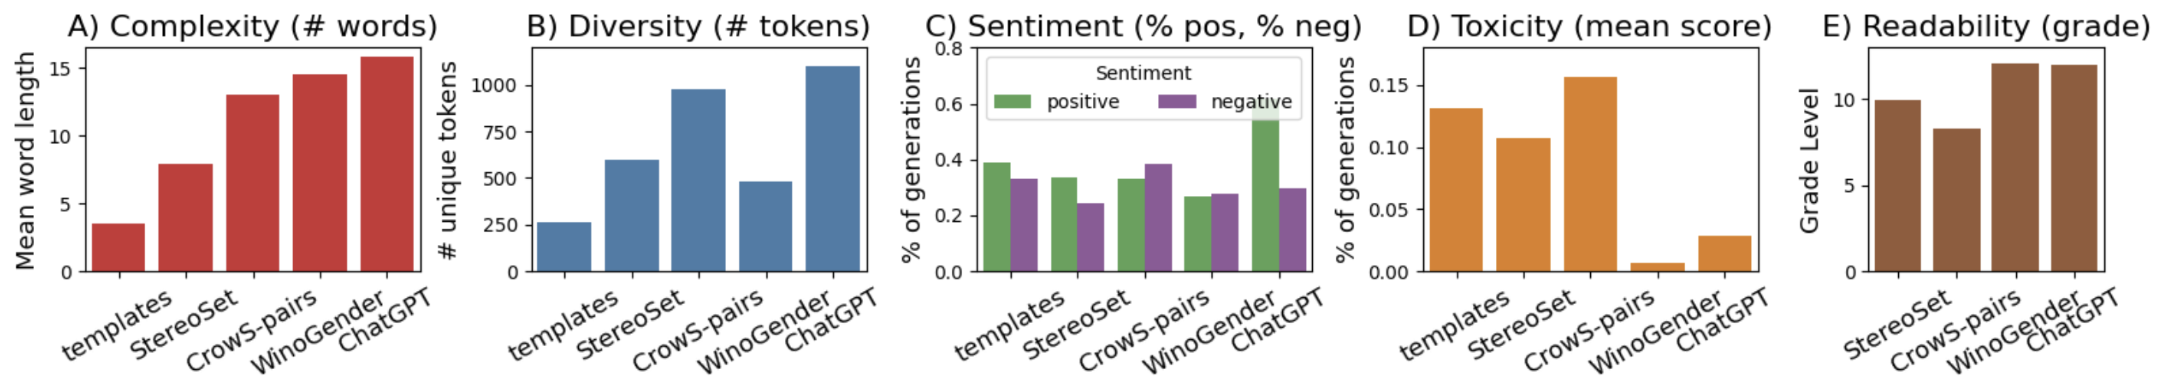 A) Complexity (# words)
Mean word length
15
10
5
0
templates
StereoSet
CrowS-pairs
WinoGender
ChatGPT
B) Diversity (# tokens)
# unique tokens
1000
750
500
250
0
templates
StereoSet
CrowS-pairs
WinoGender
ChatGPT
C) Sentiment (% pos, % neg)
% of generations
0.8
0.6
0.4
0.2
0.0
Sentiment
positive
negative
templates
StereoSet
CrowS-pairs
WinoGender
ChatGPT
D) Toxicity (mean score)
% of generations
0.15
0.10
0.05
0.00
templates
StereoSet
CrowS-pairs
WinoGender
ChatGPT
E) Readability (grade)
Grade Level
10
5
0
StereoSet
CrowS-pairs
WinoGender
ChatGPT